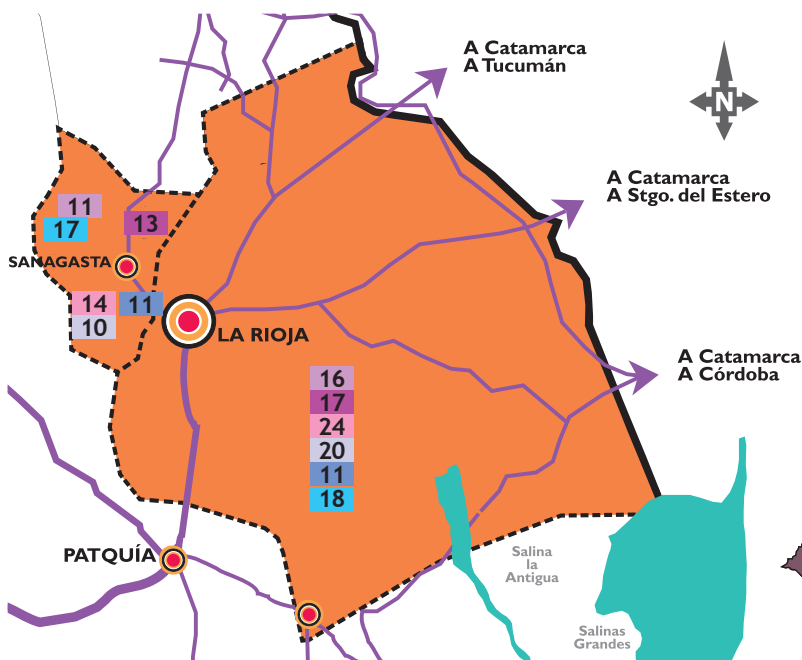 A Catamarca
A Tucumán
N
A Catamarca
A Stgo. del Estero
11
17
13
SANAGASTA
14
11
10
LA RIOJA
A Catamarca
A Córdoba
16
17
24
20
11
18
PATQUÍA
Salina
la
Antigua
Salinas
Grandes